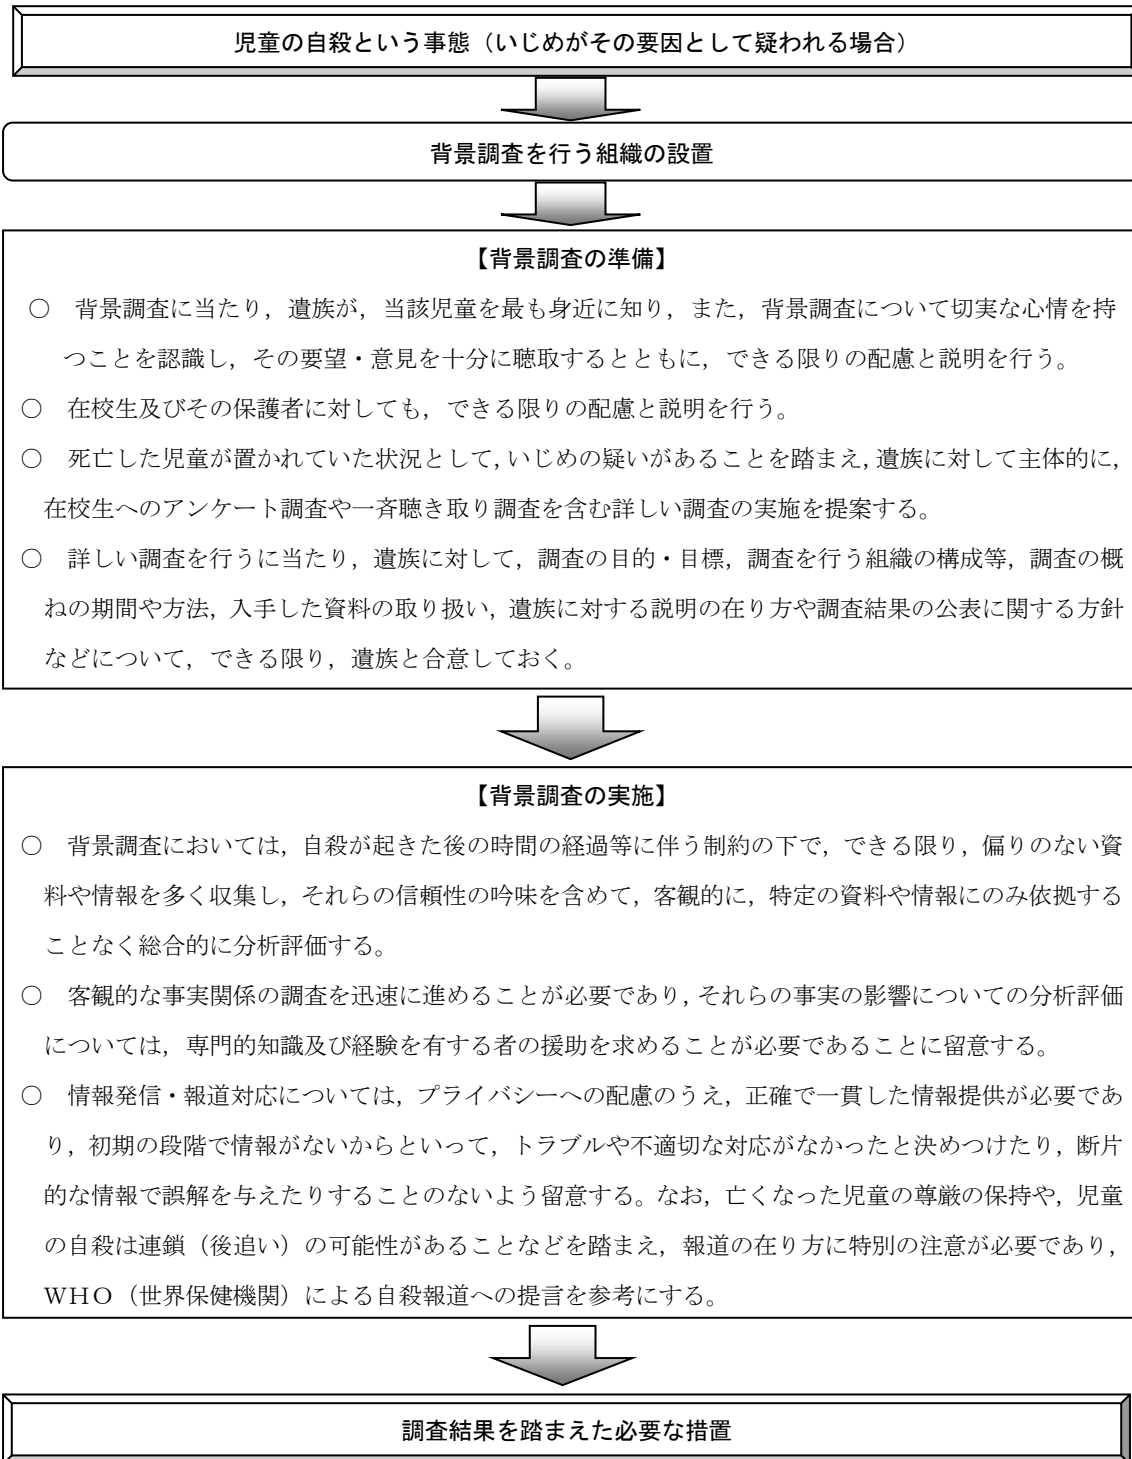 児童の自殺という事態（いじめがその要因として疑われる場合）
背景調査を行う組織の設置
【背景調査の準備】
○　背景調査に当たり，遺族が，当該児童を最も身近に知り，また，背景調査について切実な心情を持
つことを認識し，その要望・意見を十分に聴取するとともに，できる限りの配慮と説明を行う。
○　在校生及びその保護者に対しても，できる限りの配慮と説明を行う。
○　死亡した児童が置かれていた状況として，いじめの疑いがあることを踏まえ，遺族に対して主体的に，
在校生へのアンケート調査や一斉聴き取り調査を含む詳しい調査の実施を提案する。
○　詳しい調査を行うに当たり，遺族に対して，調査の目的・目標，調査を行う組織の構成等，調査の概
ねの期間や方法，入手した資料の取り扱い，遺族に対する説明の在り方や調査結果の公表に関する方針
などについて，できる限り，遺族と合意しておく。
【背景調査の実施】
○　背景調査においては，自殺が起きた後の時間の経過等に伴う制約の下で，できる限り，偏りのない資
料や情報を多く収集し，それらの信頼性の吟味を含めて，客観的に，特定の資料や情報にのみ依拠する
ことなく総合的に分析評価する。
○　客観的な事実関係の調査を迅速に進めることが必要であり，それらの事実の影響についての分析評価
については，専門的知識及び経験を有する者の援助を求めることが必要であることに留意する。
○　情報発信・報道対応については，プライバシーへの配慮のうえ，正確で一貫した情報提供が必要であ
り，初期の段階で情報がないからといって，トラブルや不適切な対応がなかったと決めつけたり，断片
的な情報で誤解を与えたりすることのないよう留意する。なお，亡くなった児童の尊厳の保持や，児童
の自殺は連鎖（後追い）の可能性があることなどを踏まえ，報道の在り方に特別の注意が必要であり，
ＷＨＯ（世界保健機関）による自殺報道への提言を参考にする。
調査結果を踏まえた必要な措置